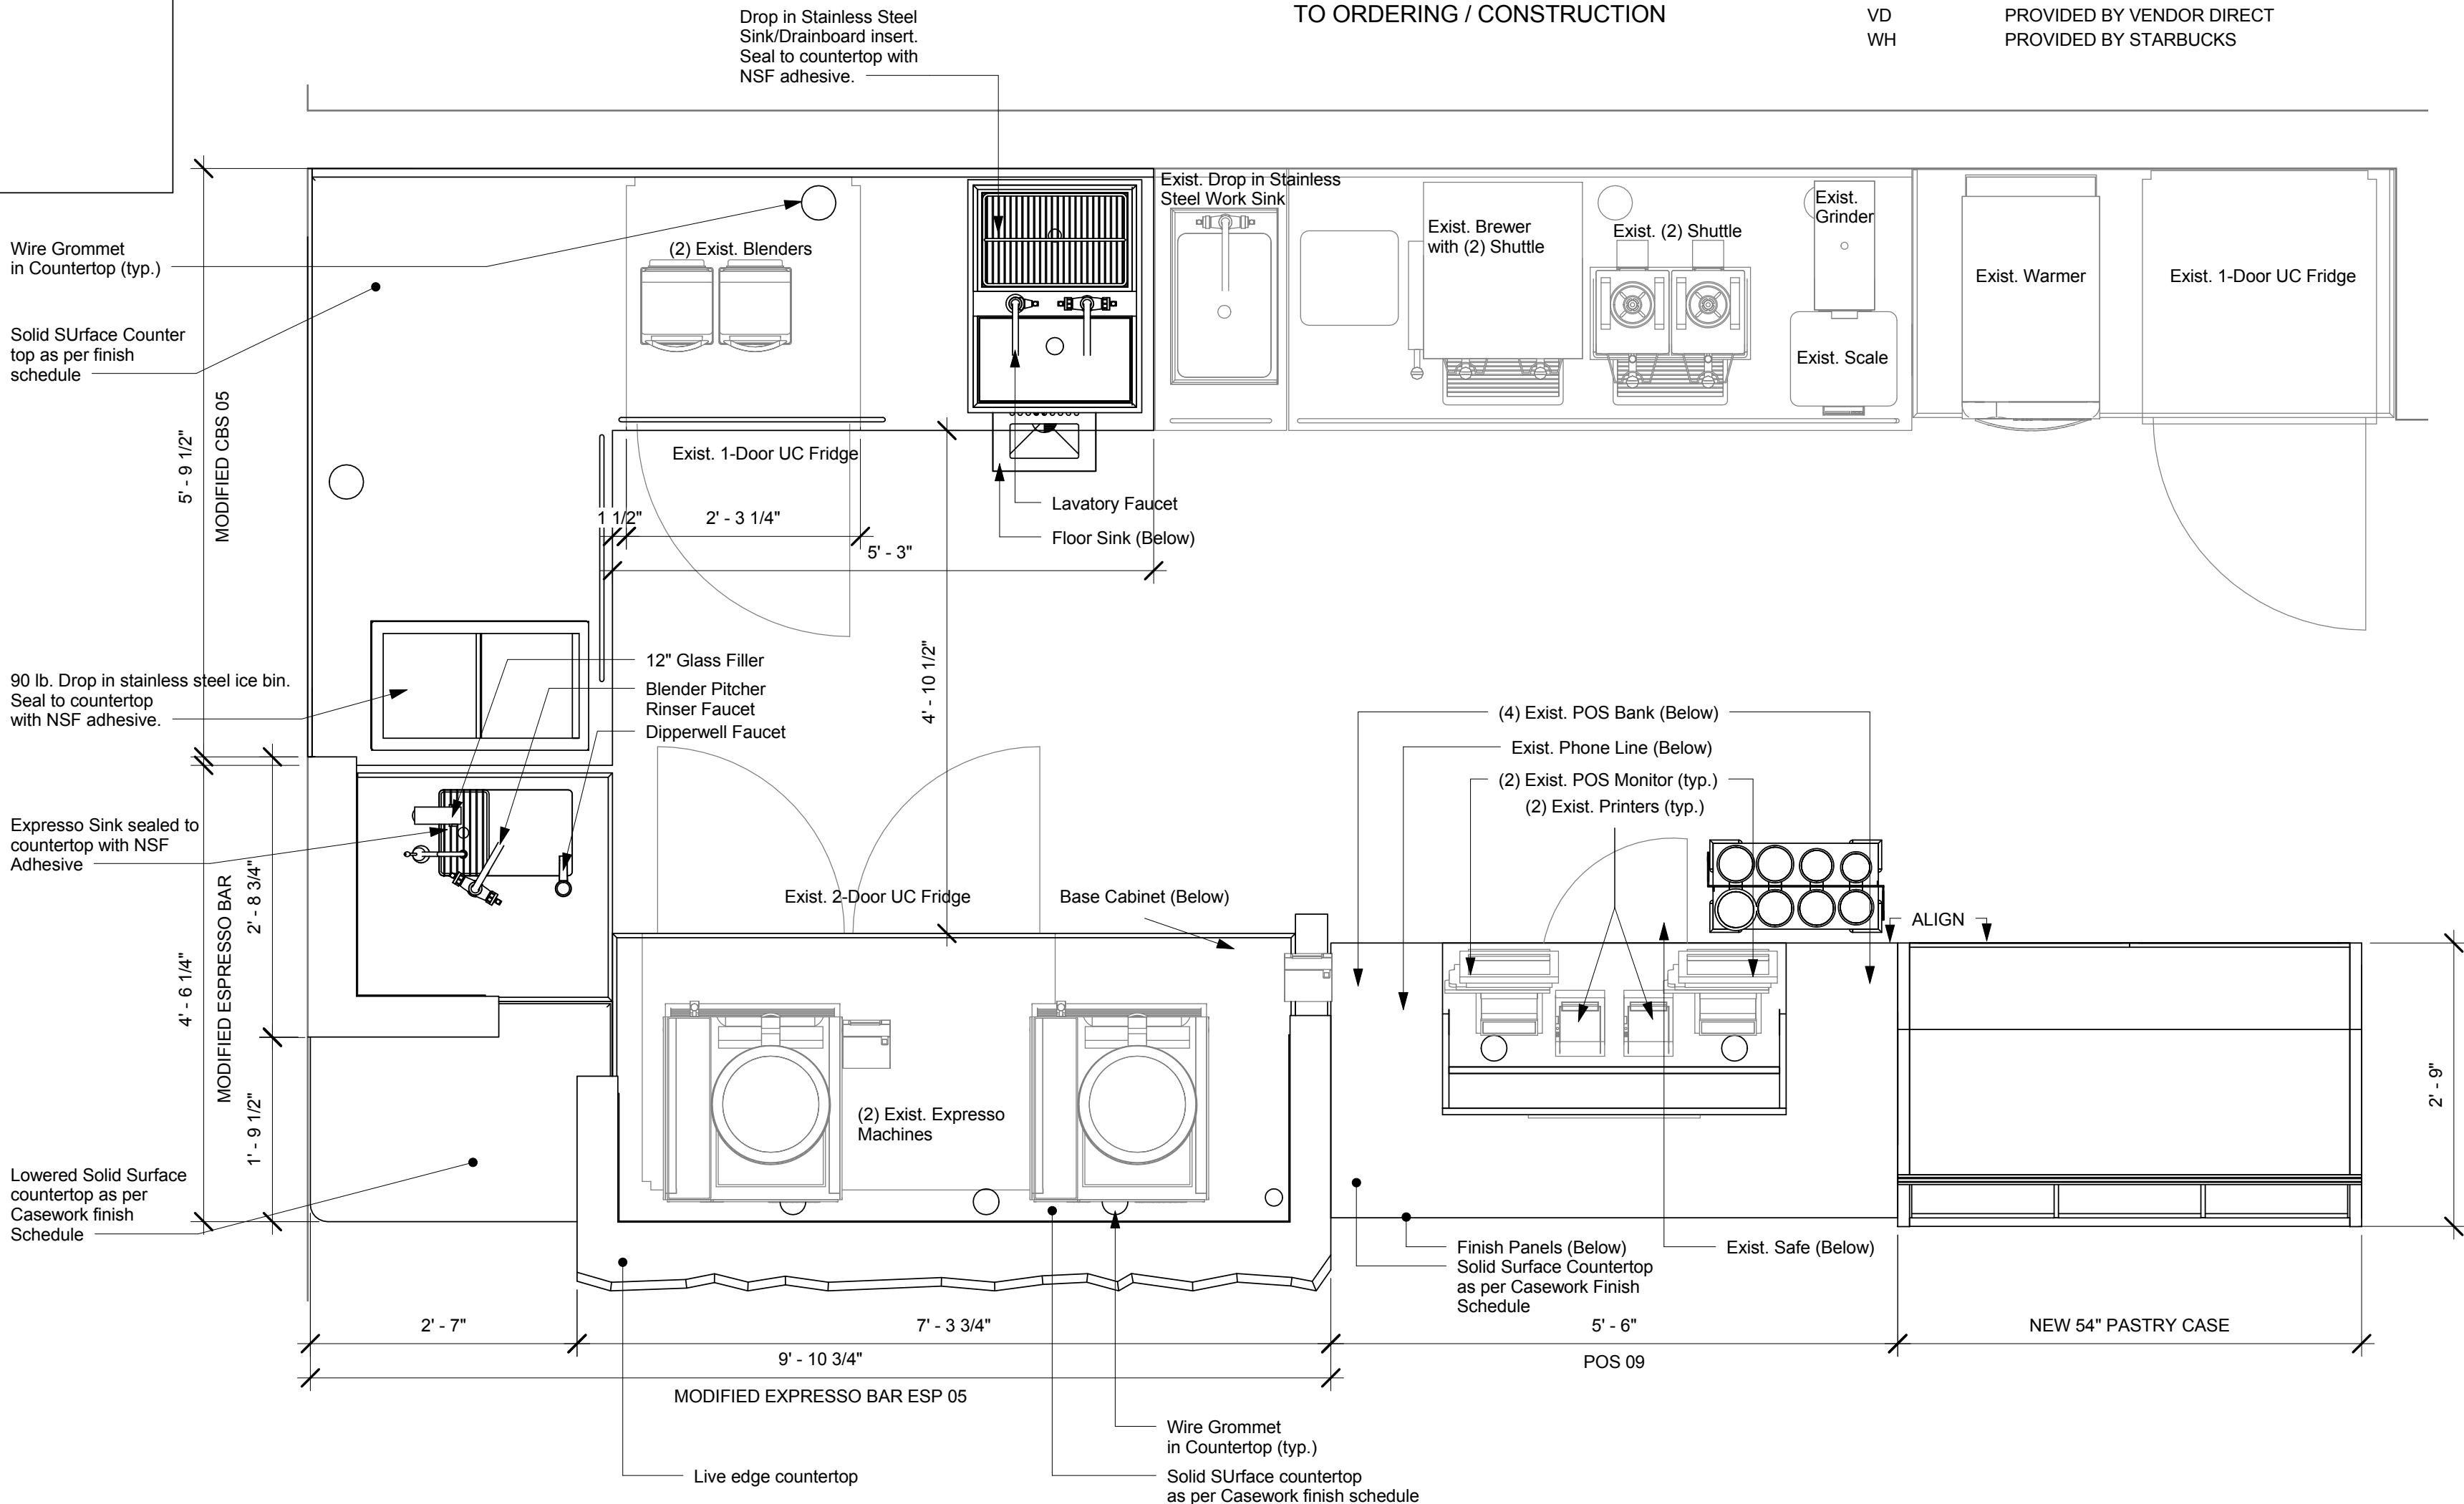 Drop in Stainless Steel
Sink/Drainboard insert.
Seal to countertop with
NSF adhesive.
TO ORDERING / CONSTRUCTION
VD PROVIDED BY VENDOR DIRECT
WH PROVIDED BY STARBUCKS
Wire Grommet
in Countertop (typ.)
Solid SUrface Counter
top as per finish
schedule
5' - 9 1/2"
MODIFIED CBS 05
(2) Exist. Blenders
Exist. Drop in Stainless
Steel Work Sink
Exist. Brewer
with (2) Shuttle
Exist. (2) Shuttle
Exist.
Grinder
Exist. Scale
Exist. Warmer
Exist. 1-Door UC Fridge
Exist. 1-Door UC Fridge
1 1/2"
2' - 3 1/4"
5' - 3"
Lavatory Faucet
Floor Sink (Below)
90 lb. Drop in stainless steel ice bin.
Seal to countertop
with NSF adhesive.
12" Glass Filler
Blender Pitcher
Rinser Faucet
Dipperwell Faucet
4' - 10 1/2"
(4) Exist. POS Bank (Below)
Exist. Phone Line (Below)
(2) Exist. POS Monitor (typ.)
(2) Exist. Printers (typ.)
Expresso Sink sealed to
countertop with NSF
Adhesive
4' - 6 1/4"
MODIFIED ESPRESSO BAR
2' - 8 3/4"
1' - 9 1/2"
Exist. 2-Door UC Fridge
Base Cabinet (Below)
ALIGN
2' - 9"
(2) Exist. Expresso
Machines
Lowered Solid Surface
countertop as per
Casework finish
Schedule
Finish Panels (Below)
Solid Surface Countertop
as per Casework Finish
Schedule
Exist. Safe (Below)
2' - 7"
7' - 3 3/4"
5' - 6"
NEW 54" PASTRY CASE
9' - 10 3/4"
POS 09
MODIFIED EXPRESSO BAR ESP 05
Wire Grommet
in Countertop (typ.)
Live edge countertop
Solid SUrface countertop
as per Casework finish schedule